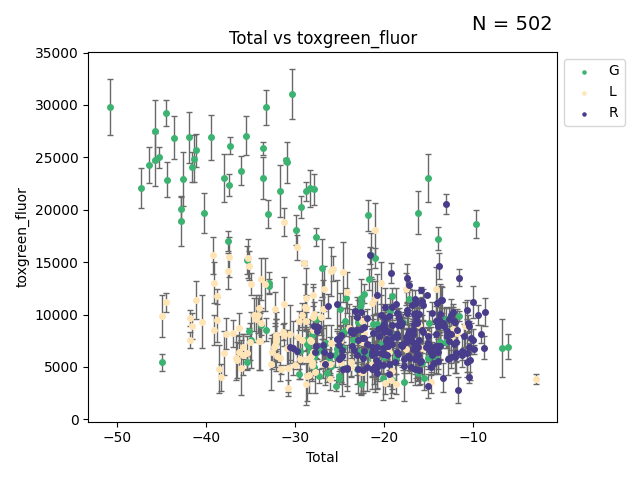 N = 502
Total vs toxgreen_fluor
G
L
R
35000
30000
25000
20000
15000
10000
5000
0
toxgreen_fluor
−50
−40
−30
−20
−10
Total